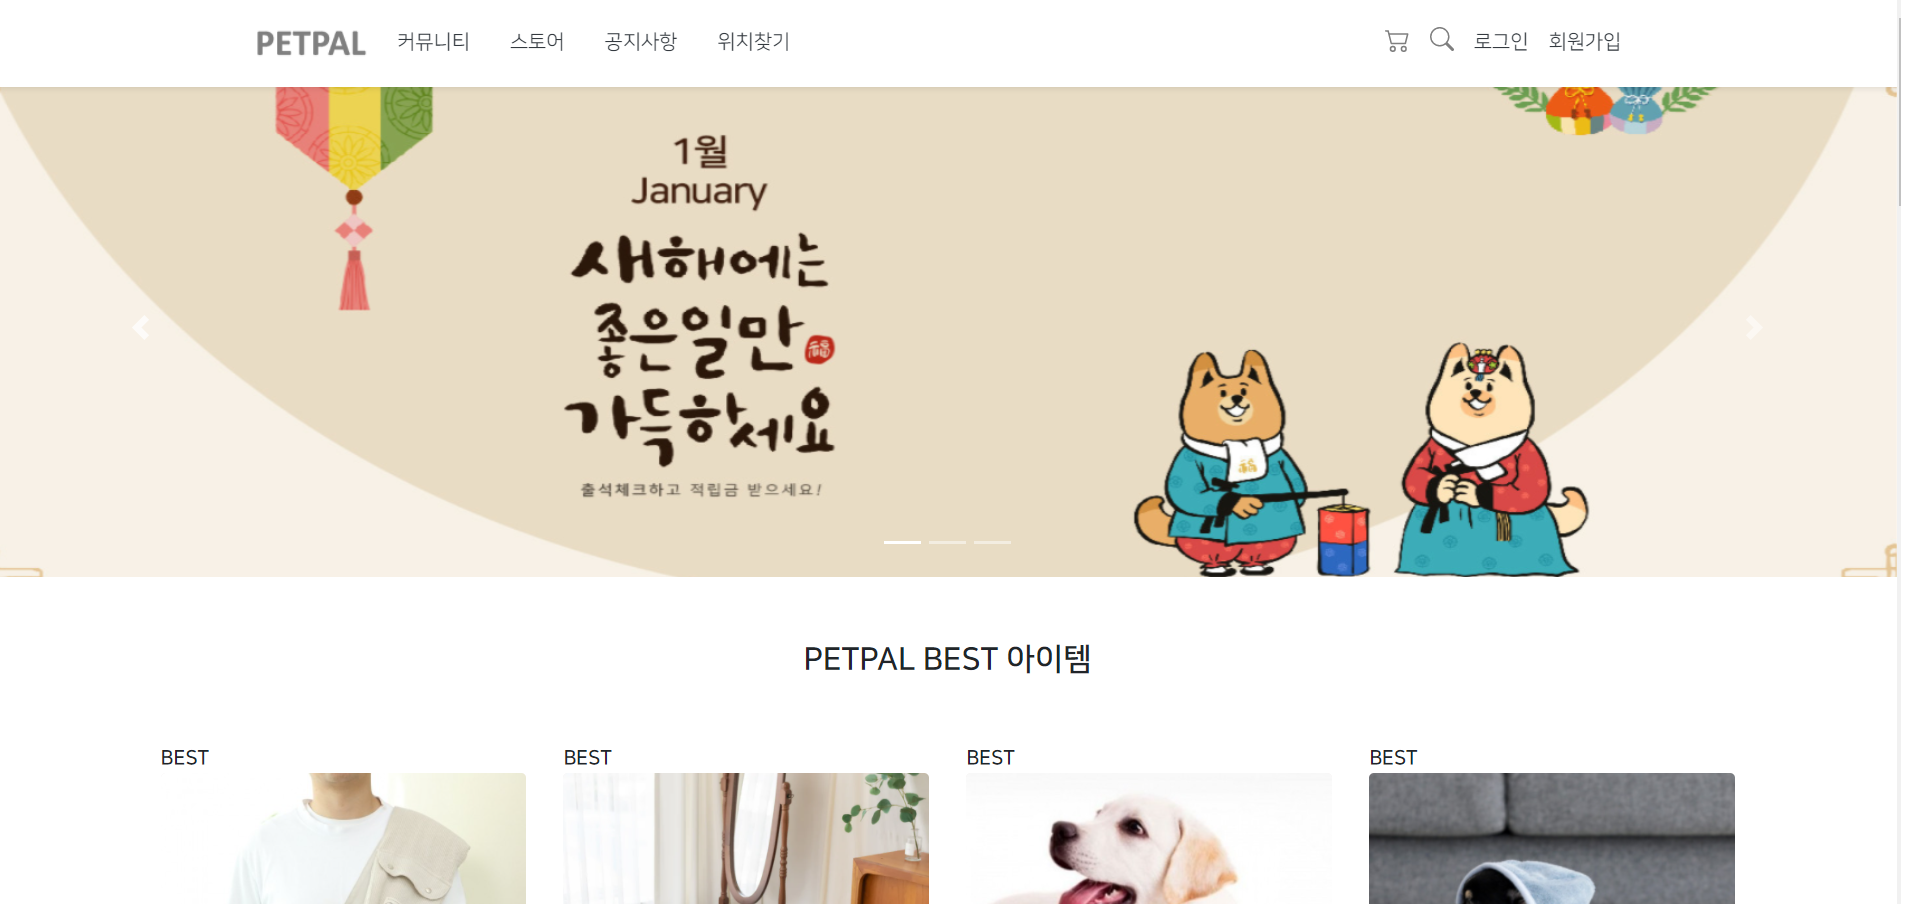 PETPAL 커뮤니티 스토어 공지사항 위치찾기 로그인 회원가입
1월
January
새해에는
좋은일만
福
가득하세요
출석체크하고 적립금 받으세요!
福
PETPAL BEST 아이템
BEST BEST BEST BEST